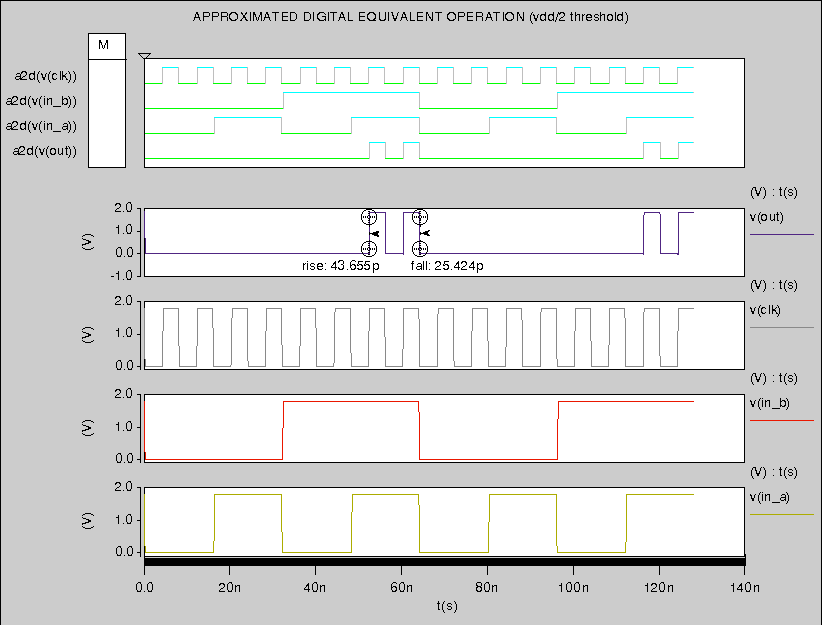 APPROXIMATED DIGITAL EQUIVALENT OPERATION (vdd/2 threshold)
M
a2d(v(clk))
a2d(v(in_b))
a2d(v(in_a))
a2d(v(out))
(V) : t(s)
v(out)
2.0
1.0
0.0
-1.0
(V)
rise: 43.655p
fall: 25.424p
(V) : t(s)
v(clk)
2.0
1.0
0.0
(V)
(V) : t(s)
v(in_b)
2.0
1.0
0.0
(V)
(V) : t(s)
v(in_a)
2.0
1.0
0.0
(V)
0.0 20n 40n 60n 80n 100n 120n 140n
t(s)